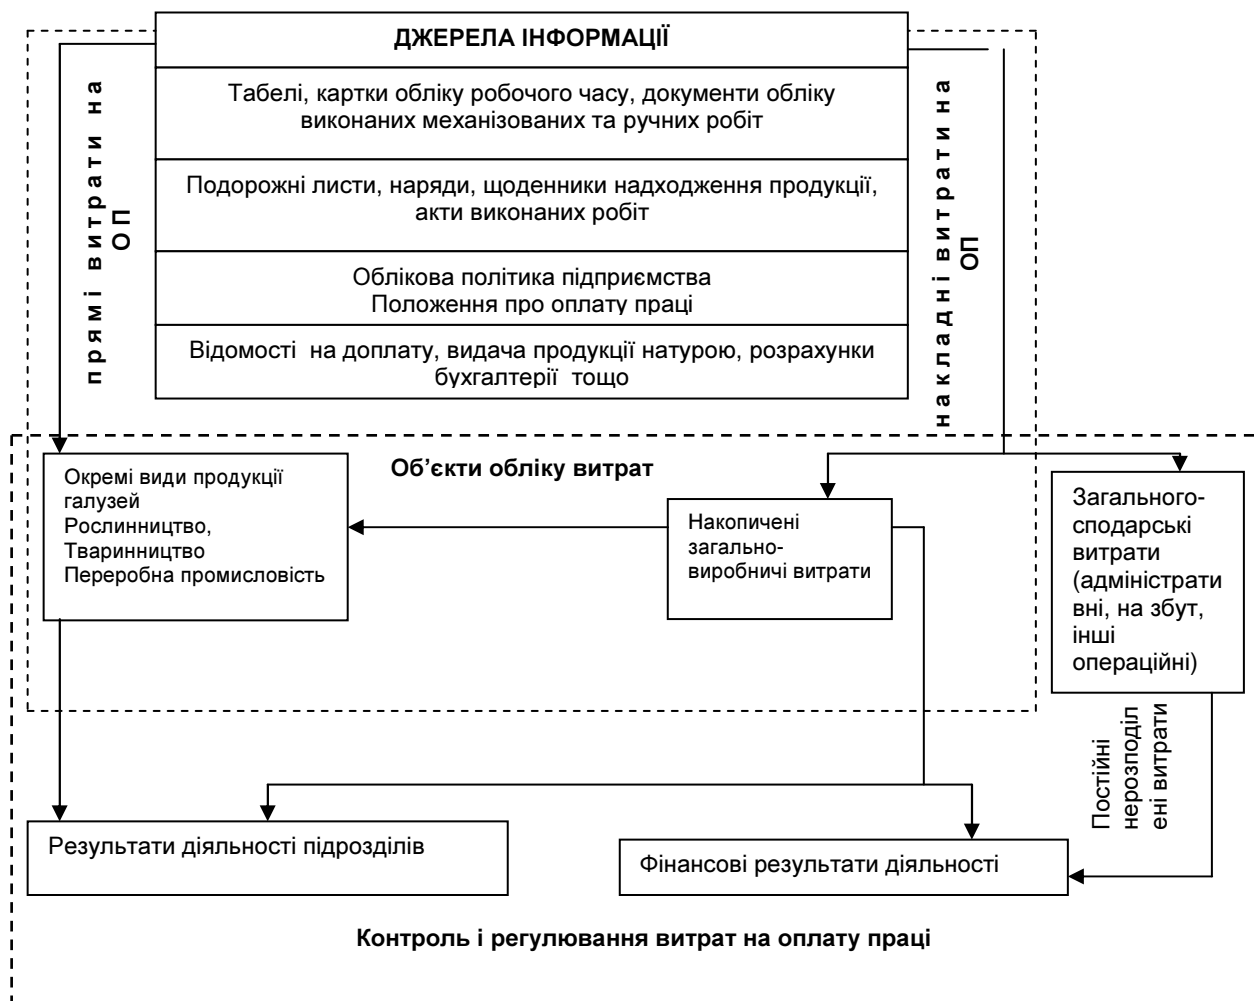 ДЖЕРЕЛА ІНФОРМАЦІЇ
Табелі, картки обліку робочого часу, документи обліку
виконаних механізованих та ручних робіт
Подорожні листи, наряди, щоденники надходження продукції,
акти виконаних робіт
Облікова політика підприємства
Положення про оплату праці
Відомості на доплату, видача продукції натурою, розрахунки
бухгалтерії тощо
прямі витрати на
ОП
накладні витрати на
ОП
Об’єкти обліку витрат
Окремі види продукції
галузей
Рослинництво,
Тваринництво
Переробна промисловість
Накопичені
загально-
виробничі витрати
Загального-
сподарські
витрати
(адміністрати
вні, на збут,
інші
операційні)
Постійні
нерозподіл
ені витрати
Результати діяльності підрозділів
Фінансові результати діяльності
Контроль і регулювання витрат на оплату праці